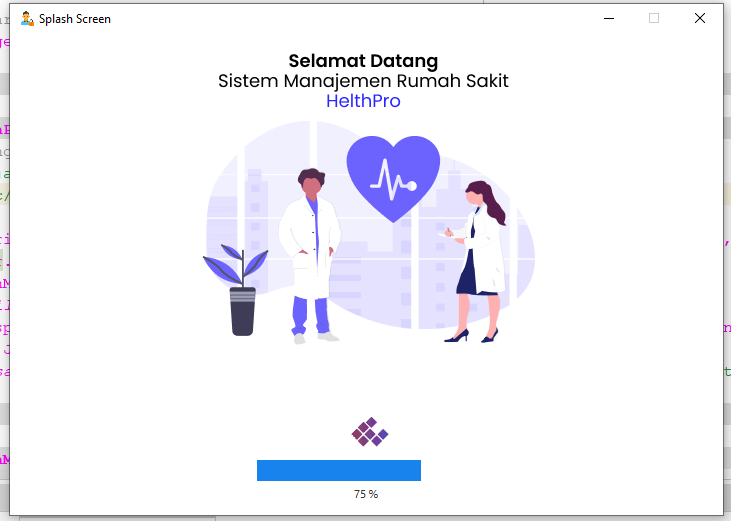 Splash Screen
Selamat Datang
Sistem Manajemen Rumah Sakit
HelthPro
75 %